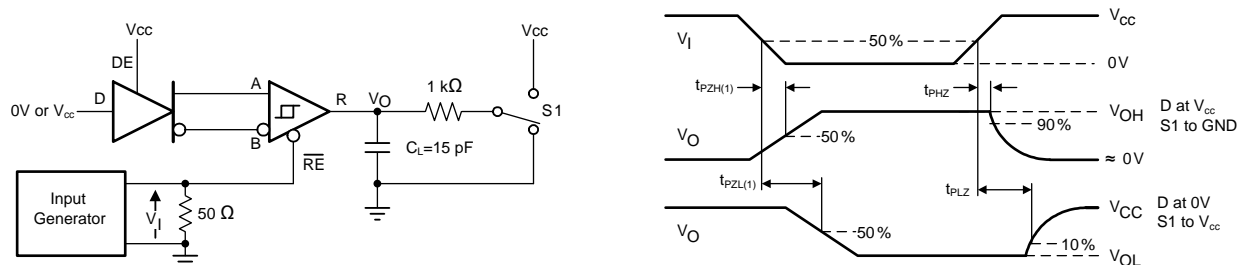 Vcc
DE
D
0V or Vcc
A
B
R
VO
1 kΩ
Vcc
S1
CL=15 pF
RE
Input
Generator
VI
50 Ω
VI
50%
VCC
0V
tPZH(1)
tPHZ
VO
50%
VOH
90%
≈ 0V
D at Vcc
S1 to GND
tPZL(1)
tPLZ
VO
50%
VCC
10%
VOL
D at 0V
S1 to Vcc